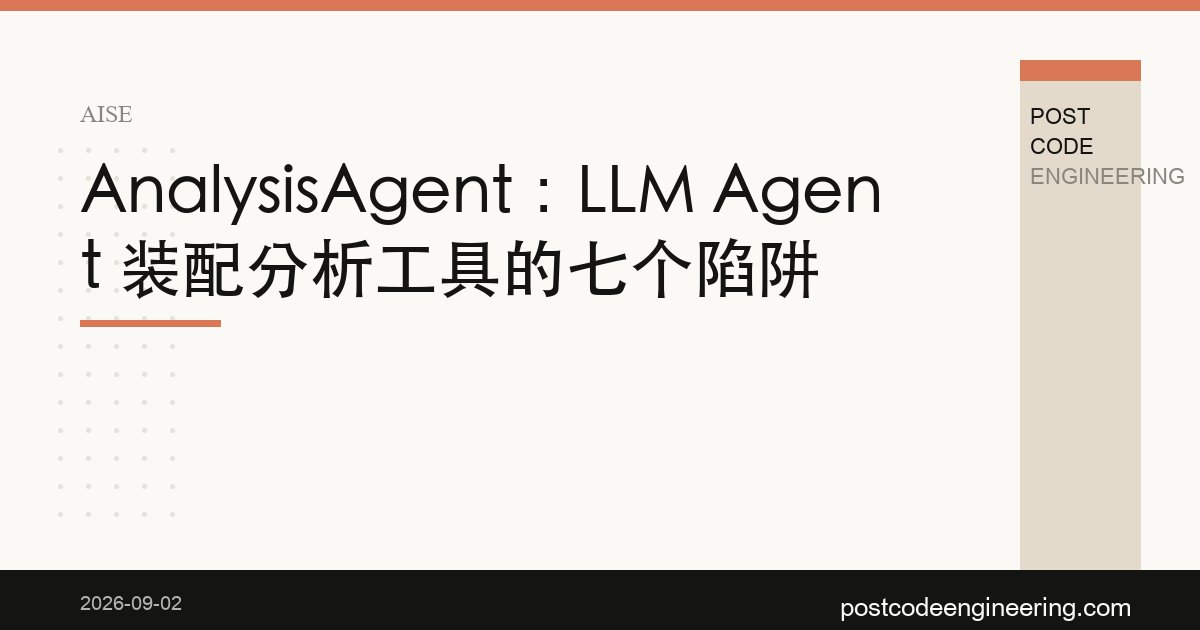 AISE
AnalysisAgent：LLM Agen
t 装配分析工具的七个陷阱
POST
CODE
ENGINEERING
2026-09-02
postcodeengineering.com